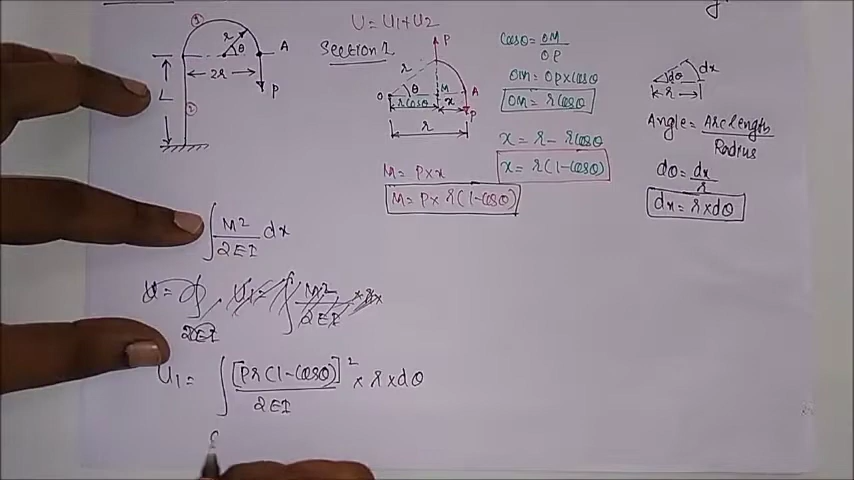 U = U1+U2
Section 1
1
r
θ
A
2r
P
L
2
P
r
θ
O
M
A
r cosθ
x
P
r
Cosθ = OM/OP
OM = OP x cosθ
OM = r cosθ
x = r - r cosθ
x = r(1-cosθ)
M = P x x
M = P x r(1-cosθ)
dθ
dx
r
Angle = Arc length/Radius
dθ = dx/r
dx = r x dθ
∫ M2/2EI dx
U1 = ∫ [Pr(1-cosθ)]2/2EI x r x dθ